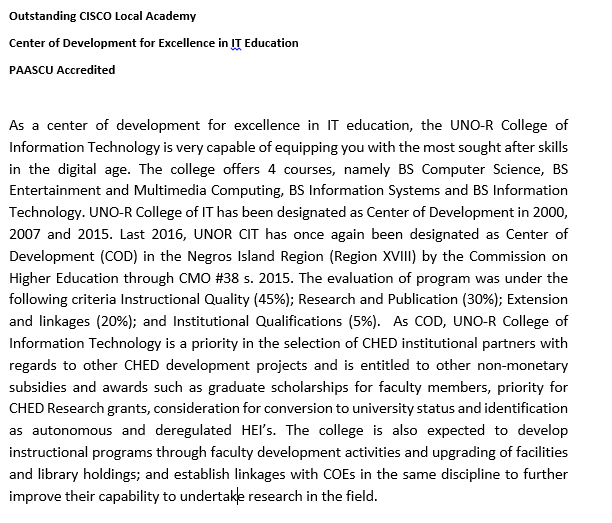 Outstanding CISCO Local Academy
Center of Development for Excellence in IT Education
PAASCU Accredited
As a center of development for excellence in IT education, the UNO-R College of
Information Technology is very capable of equipping you with the most sought after skills
in the digital age. The college offers 4 courses, namely BS Computer Science, BS
Entertainment and Multimedia Computing, BS Information Systems and BS Information
Technology. UNO-R College of IT has been designated as Center of Development in 2000,
2007 and 2015. Last 2016, UNOR CIT has once again been designated as Center of
Development (COD) in the Negros Island Region (Region XVIII) by the Commission on
Higher Education through CMO #38 s. 2015. The evaluation of program was under the
following criteria Instructional Quality (45%); Research and Publication (30%); Extension
and linkages (20%); and Institutional Qualifications (5%).  As COD, UNO-R College of
Information Technology is a priority in the selection of CHED institutional partners with
regards to other CHED development projects and is entitled to other non-monetary
subsidies and awards such as graduate scholarships for faculty members, priority for
CHED Research grants, consideration for conversion to university status and identification
as autonomous and deregulated HEI's. The college is also expected to develop
instructional programs through faculty development activities and upgrading of facilities
and library holdings; and establish linkages with COEs in the same discipline to further
improve their capability to undertake research in the field.